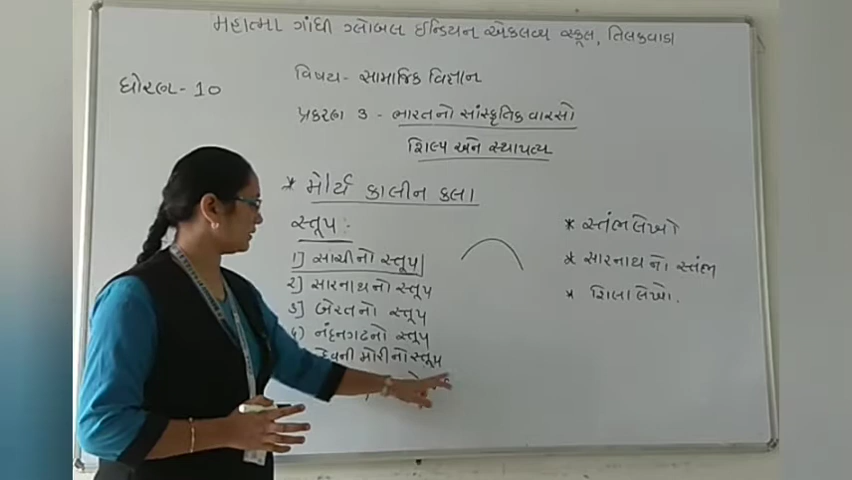 મહાત્મા ગાંધી ગ્લોબલ ઈન્ડિયન એકલવ્ય સ્કૂલ, તિલકવાડા
વિષય- સામાજિક વિજ્ઞાન
ધોરણ - 10
પ્રકરણ 3 - ભારતનો સાંસ્કૃતિક વારસો
શિલ્પ અને સ્થાપત્ય
* મૌર્ય કાલીન કલા
સ્તૂપ :
1] સાચીનો સ્તૂપ
2] સારનાથનો સ્તૂપ
3] બેરતનો સ્તૂપ
4) નંદનગઢનો સ્તૂપ
દેવની મોરીનો સ્તૂપ
* સ્તંભલેખો
* સારનાથનો સ્તંભ
* શિલાલેખો.